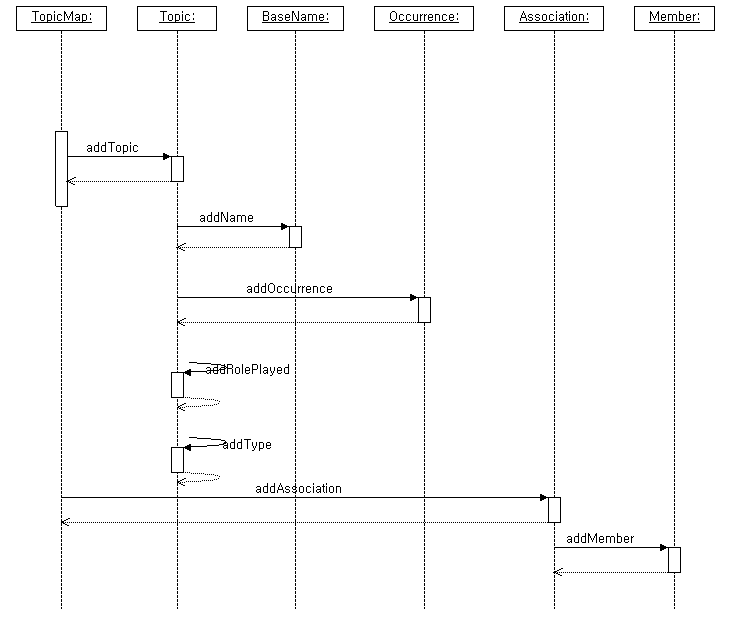 TopicMap:
Topic:
BaseName:
Occurrence:
Association:
Member:
addTopic
addName
addOccurrence
addRolePlayed
addType
addAssociation
addMember